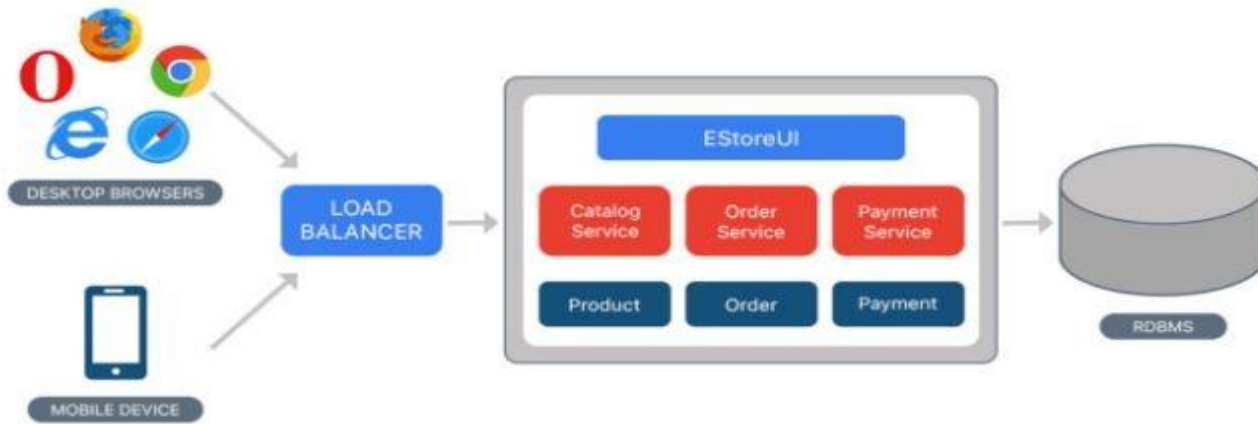 DESKTOP BROWSERS
MOBILE DEVICE
LOAD
BALANCER
EStoreUI
Catalog
Service
Order
Service
Payment
Service
Product
Order
Payment
RDBMS